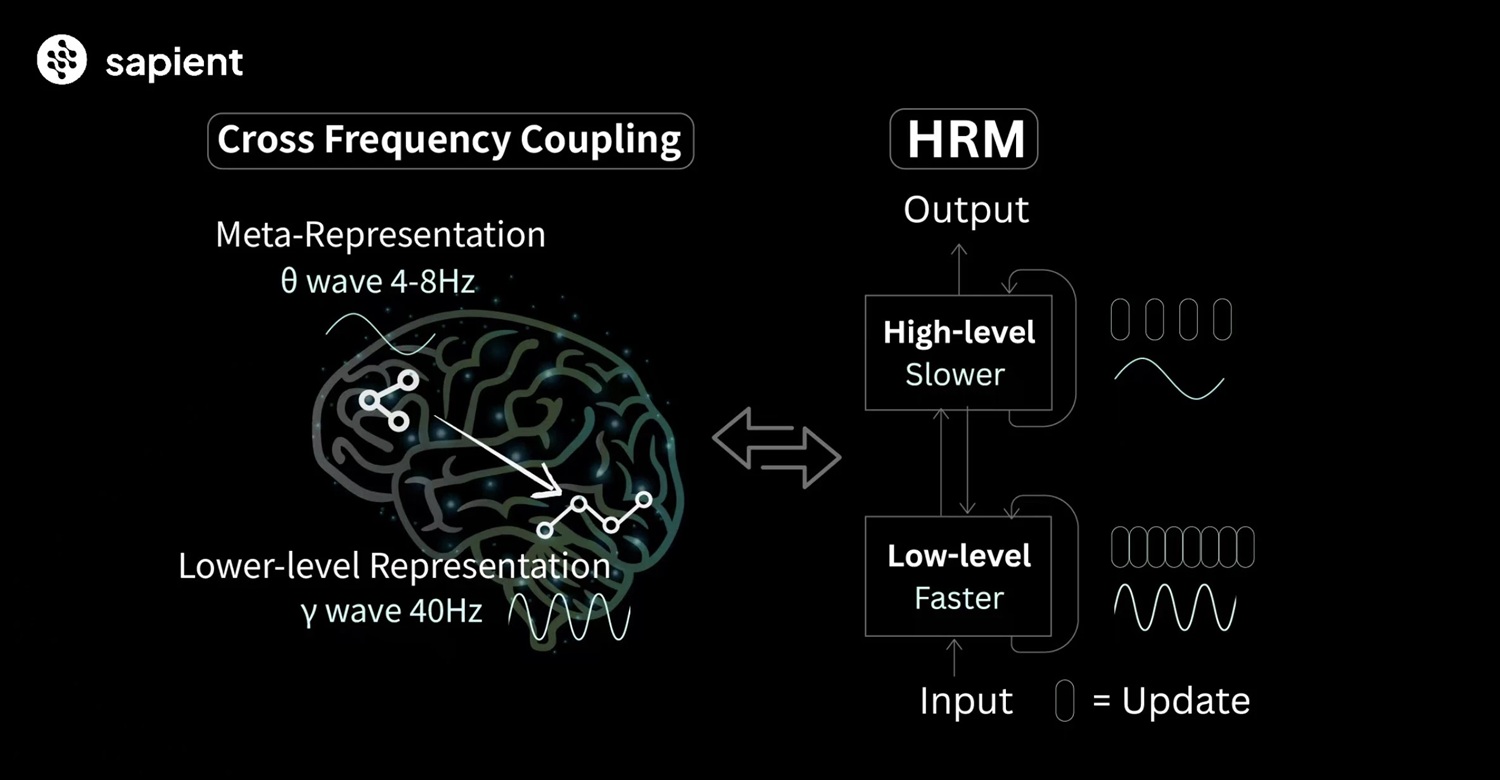 sapient
Cross Frequency Coupling
Meta-Representation
θ wave 4-8Hz
Lower-level Representation
γ wave 40Hz
HRM
Output
High-level
Slower
Low-level
Faster
Input
= Update